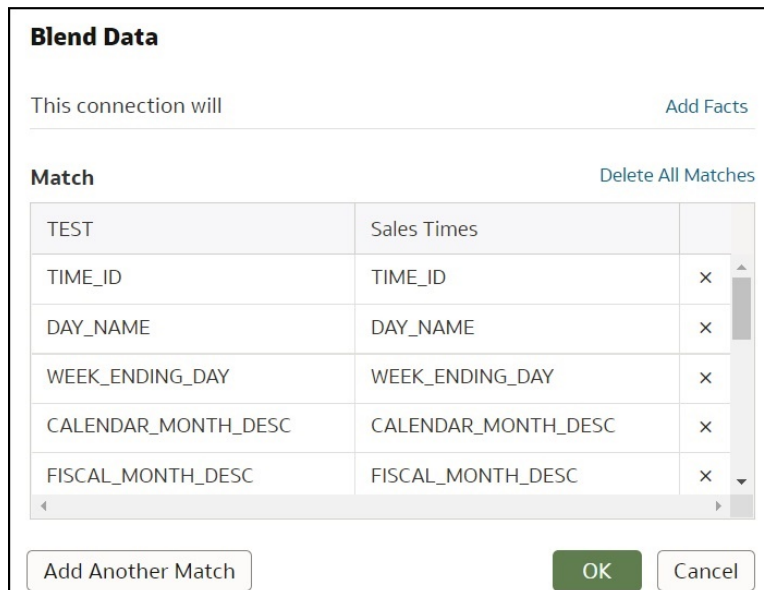 Blend Data
This connection will Add Facts
Match Delete All Matches
TEST Sales Times
TIME_ID TIME_ID ×
DAY_NAME DAY_NAME ×
WEEK_ENDING_DAY WEEK_ENDING_DAY ×
CALENDAR_MONTH_DESC CALENDAR_MONTH_DESC ×
FISCAL_MONTH_DESC FISCAL_MONTH_DESC ×
Add Another Match OK Cancel